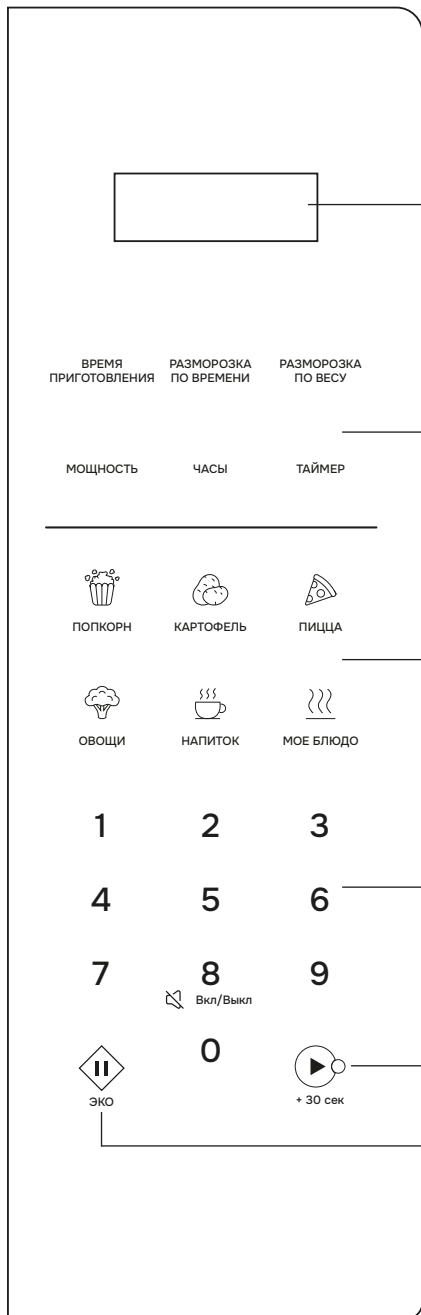 ВРЕМЯ
ПРИГОТОВЛЕНИЯ
РАЗМОРОЗКА
ПО ВРЕМЕНИ
РАЗМОРОЗКА
ПО ВЕСУ
МОЩНОСТЬ
ЧАСЫ
ТАЙМЕР
ПОПКОРН
КАРТОФЕЛЬ
ПИЦЦА
ОВОЩИ
НАПИТОК
МОЕ БЛЮДО
1
2
3
4
5
6
7
8
9
Вкл/Выкл
0
ЭКО
+ 30 сек